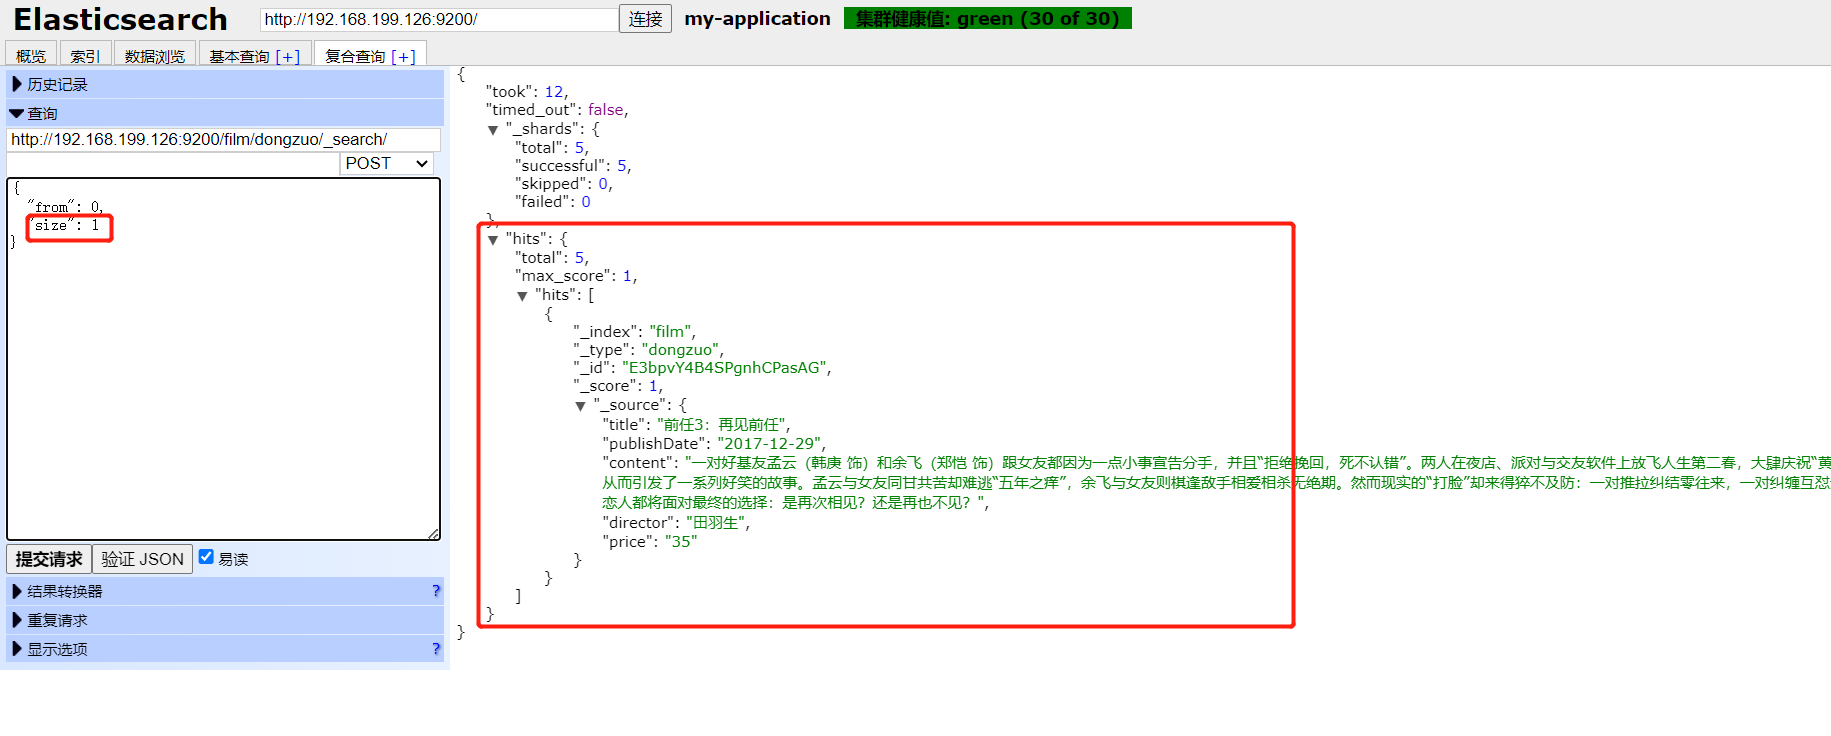 Elasticsearch
http://192.168.199.126:9200/
连接
my-application
集群健康值: green (30 of 30)
概览
索引
数据浏览
基本查询 [+]
复合查询 [+]
历史记录
查询
http://192.168.199.126:9200/film/dongzuo/_search/
POST
{
"from": 0,
"size": 1
}
提交请求
验证 JSON
易读
结果转换器 ?
重复请求
显示选项 ?
{
"took": 12,
"timed_out": false,
▼ "_shards": {
"total": 5,
"successful": 5,
"skipped": 0,
"failed": 0
},
▼ "hits": {
"total": 5,
"max_score": 1,
▼ "hits": [
{
"_index": "film",
"_type": "dongzuo",
"_id": "E3bpvY4B4SPgnhCPasAG",
"_score": 1,
▼ "_source": {
"title": "前任3：再见前任",
"publishDate": "2017-12-29",
"content": "一对好基友孟云（韩庚 饰）和余飞（郑恺 饰）跟女友都因为一点小事宣告分手，并且“拒绝挽回，死不认错”。两人在夜店、派对与交友软件上放飞人生第二春，大肆庆祝“黄
从而引发了一系列好笑的故事。孟云与女友同甘共苦却难逃“五年之痒”，余飞与女友则棋逢敌手相爱相杀无绝期。然而现实的“打脸”却来得猝不及防：一对推拉纠结零往来，一对纠缠互怼
恋人都将面对最终的选择：是再次相见？还是再也不见？",
"director": "田羽生",
"price": "35"
}
}
]
}
}